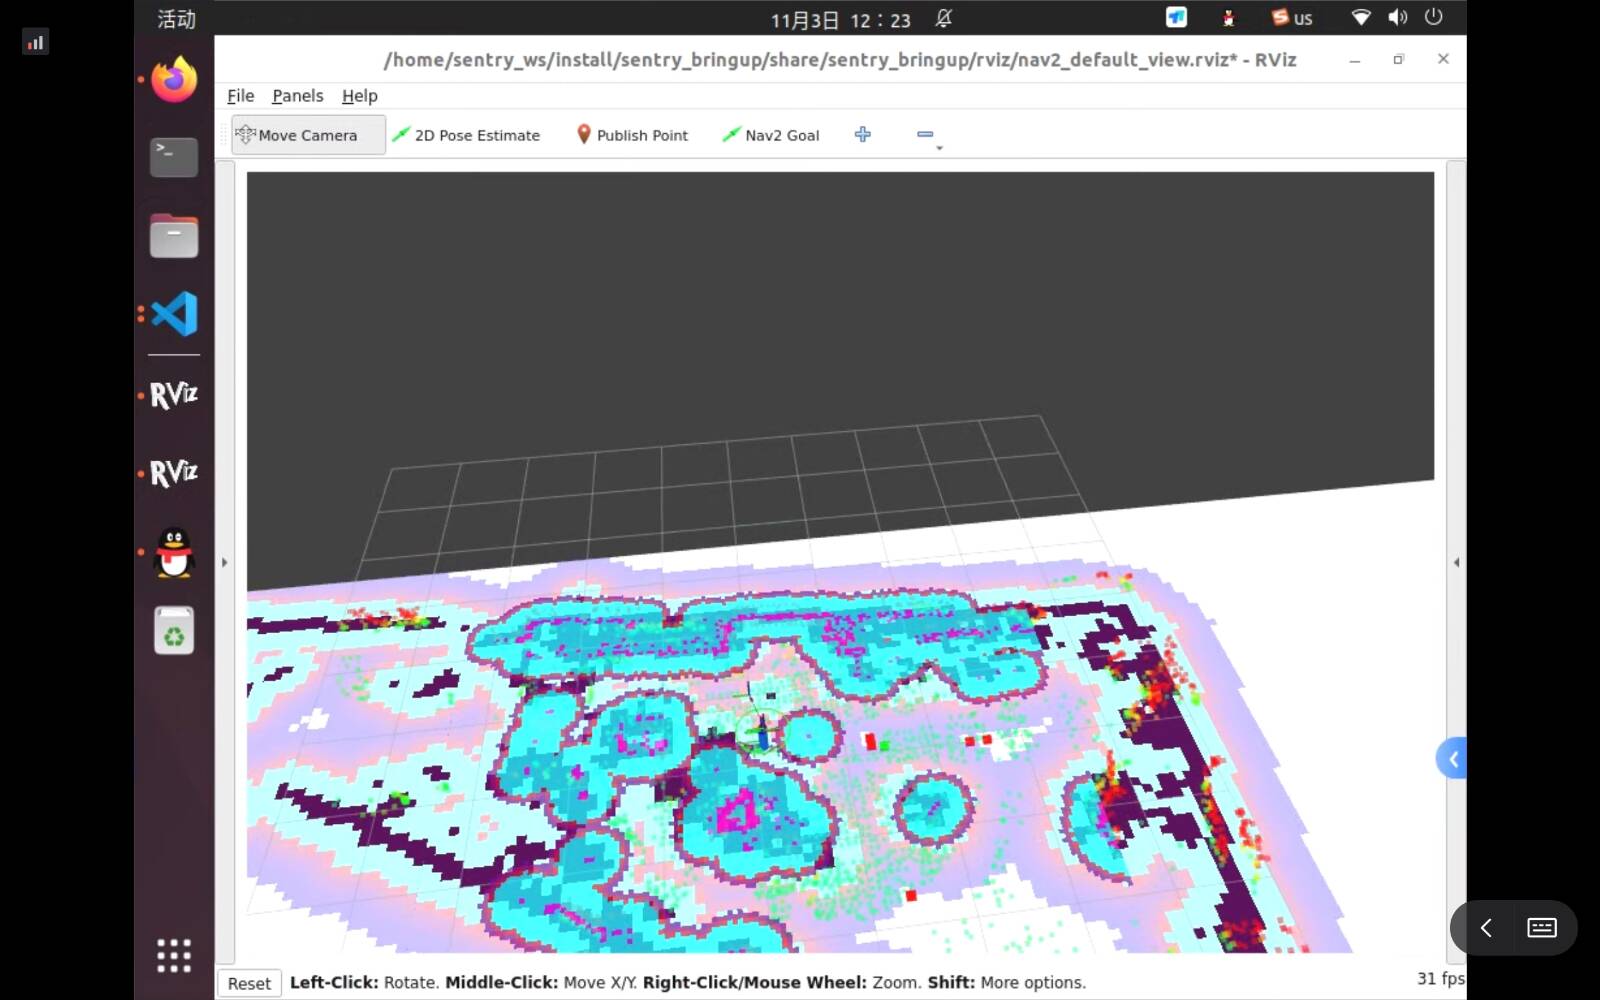 活动
11月3日 12：23
us
/home/sentry_ws/install/sentry_bringup/share/sentry_bringup/rviz/nav2_default_view.rviz* - RViz
File Panels Help
Move Camera 2D Pose Estimate Publish Point Nav2 Goal
RViz
RViz
Reset Left-Click: Rotate. Middle-Click: Move X/Y. Right-Click/Mouse Wheel: Zoom. Shift: More options. 31 fps